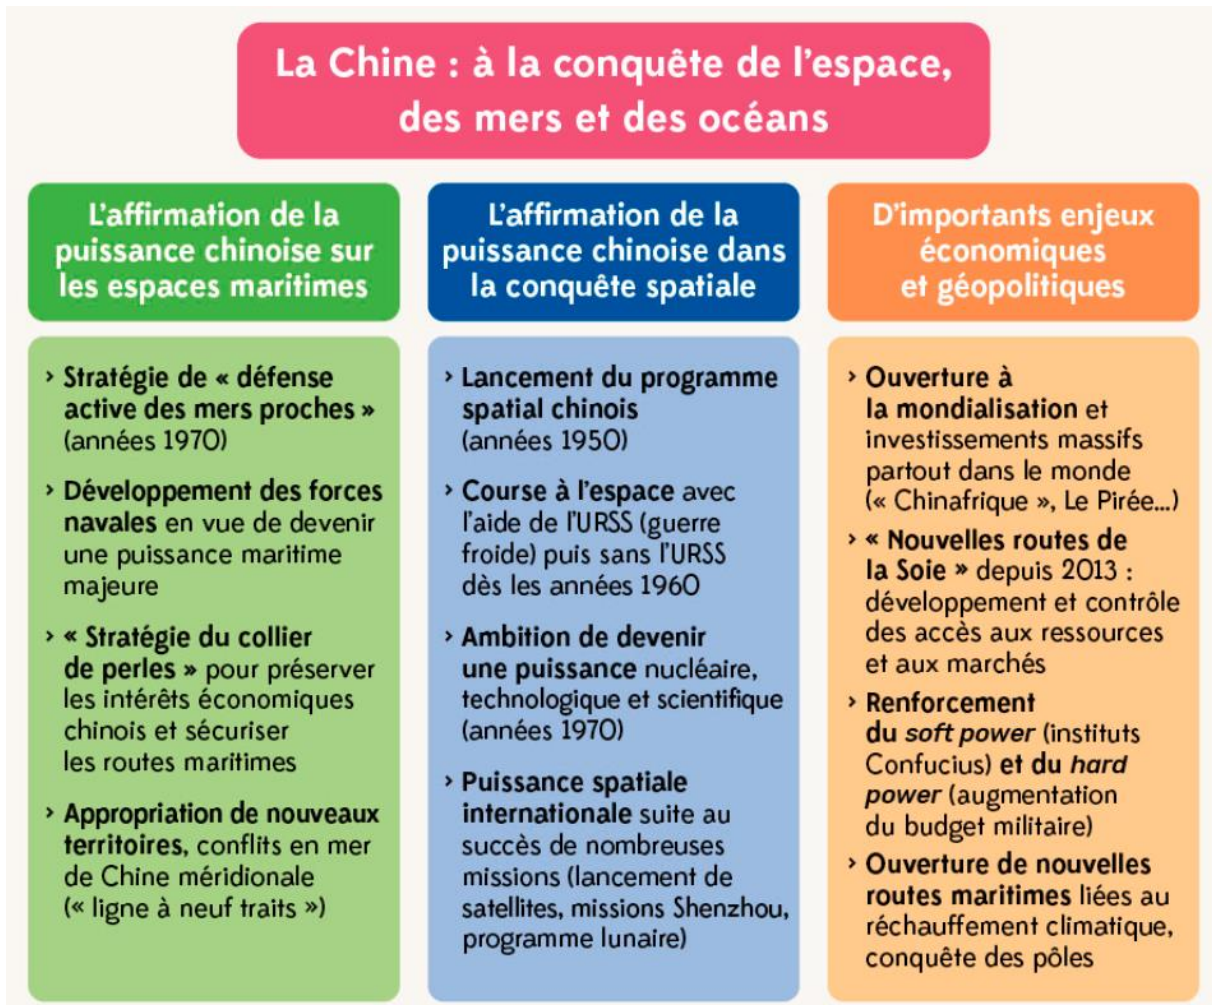 La Chine : à la conquête de l'espace,
des mers et des océans
L'affirmation de la
puissance chinoise sur
les espaces maritimes
› Stratégie de « défense
active des mers proches »
(années 1970)
› Développement des forces
navales en vue de devenir
une puissance maritime
majeure
› « Stratégie du collier
de perles » pour préserver
les intérêts économiques
chinois et sécuriser
les routes maritimes
› Appropriation de nouveaux
territoires, conflits en mer
de Chine méridionale
(« ligne à neuf traits »)
L'affirmation de la
puissance chinoise dans
la conquête spatiale
› Lancement du programme
spatial chinois
(années 1950)
› Course à l'espace avec
l'aide de l'URSS (guerre
froide) puis sans l'URSS
dès les années 1960
› Ambition de devenir
une puissance nucléaire,
technologique et scientifique
(années 1970)
› Puissance spatiale
internationale suite au
succès de nombreuses
missions (lancement de
satellites, missions Shenzhou,
programme lunaire)
D'importants enjeux
économiques
et géopolitiques
› Ouverture à
la mondialisation et
investissements massifs
partout dans le monde
(« Chinafrique », Le Pirée...)
› « Nouvelles routes de
la Soie » depuis 2013 :
développement et contrôle
des accès aux ressources
et aux marchés
› Renforcement
du soft power (instituts
Confucius) et du hard
power (augmentation
du budget militaire)
› Ouverture de nouvelles
routes maritimes liées au
réchauffement climatique,
conquête des pôles